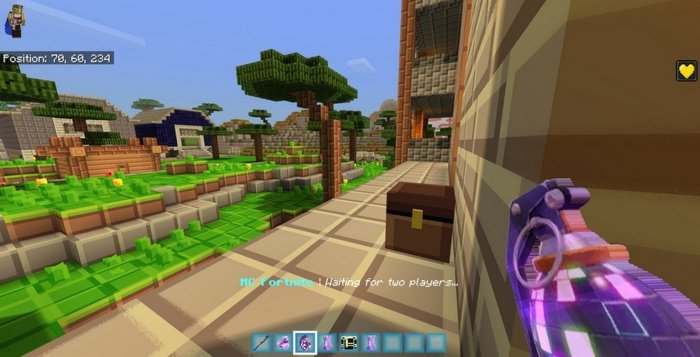 Position: 70, 60, 234
MC Fortnite | Waiting for two players...